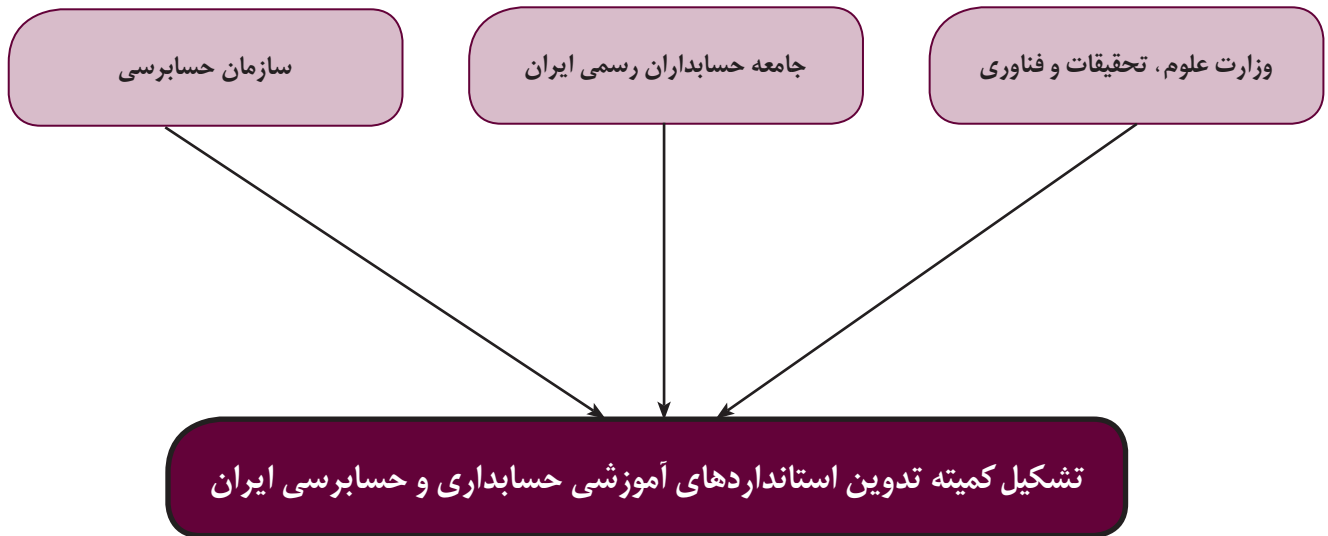 وزارت علوم، تحقیقات و فناوری
جامعه حسابداران رسمی ایران
سازمان حسابرسی
تشکیل کمیته تدوین استانداردهای آموزشی حسابداری و حسابرسی ایران